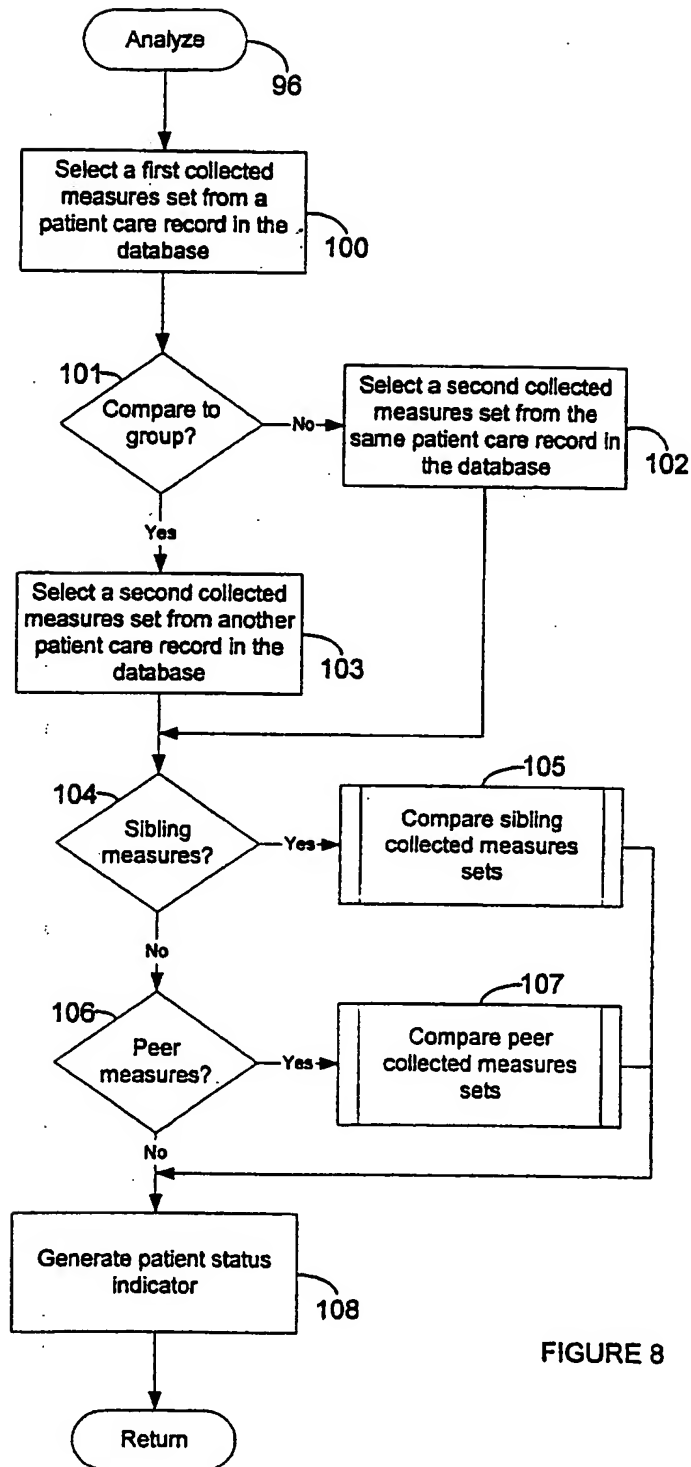 Analyze
96
Select a first collected
measures set from a
patient care record in the
database
100
101
Compare to
group?
No
Select a second collected
measures set from the
same patient care record in
the database
102
Yes
Select a second collected
measures set from another
patient care record in the
database
103
104
Sibling
measures?
Yes
105
Compare sibling
collected measures
sets
No
106
Peer
measures?
Yes
107
Compare peer
collected measures
sets
No
Generate patient status
indicator
108
FIGURE 8
Return